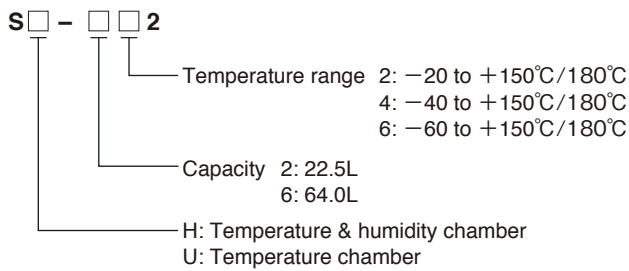 S□ – □□2
Temperature range 2: −20 to +150℃/180℃
4: −40 to +150℃/180℃
6: −60 to +150℃/180℃
Capacity 2: 22.5L
6: 64.0L
H: Temperature & humidity chamber
U: Temperature chamber